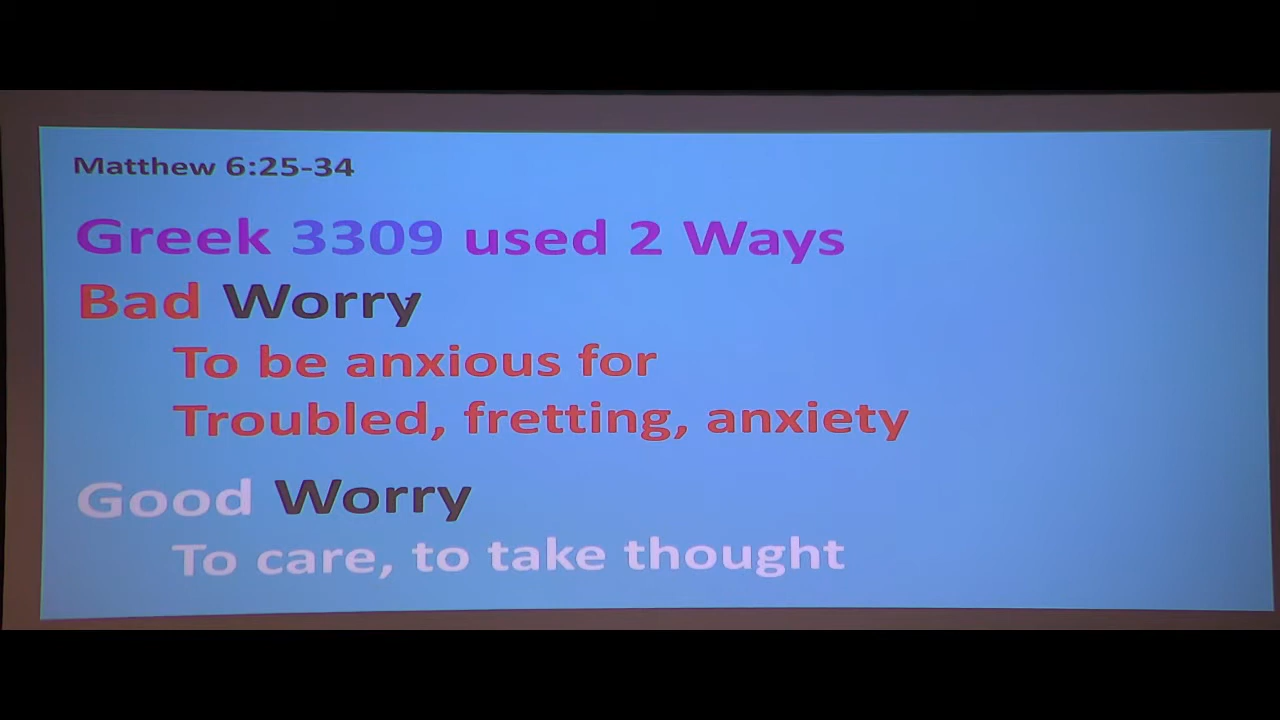 Matthew 6:25-34
Greek 3309 used 2 Ways
Bad Worry
To be anxious for
Troubled, fretting, anxiety
Good Worry
To care, to take thought